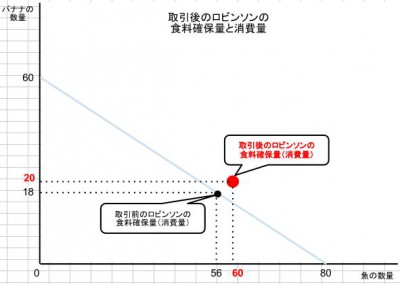 バナナの
数量
取引後のロビンソンの
食料確保量と消費量
60
取引後のロビンソンの
食料確保量(消費量)
20
18
取引前のロビンソンの
食料確保量(消費量)
0
56
60
80
魚の数量